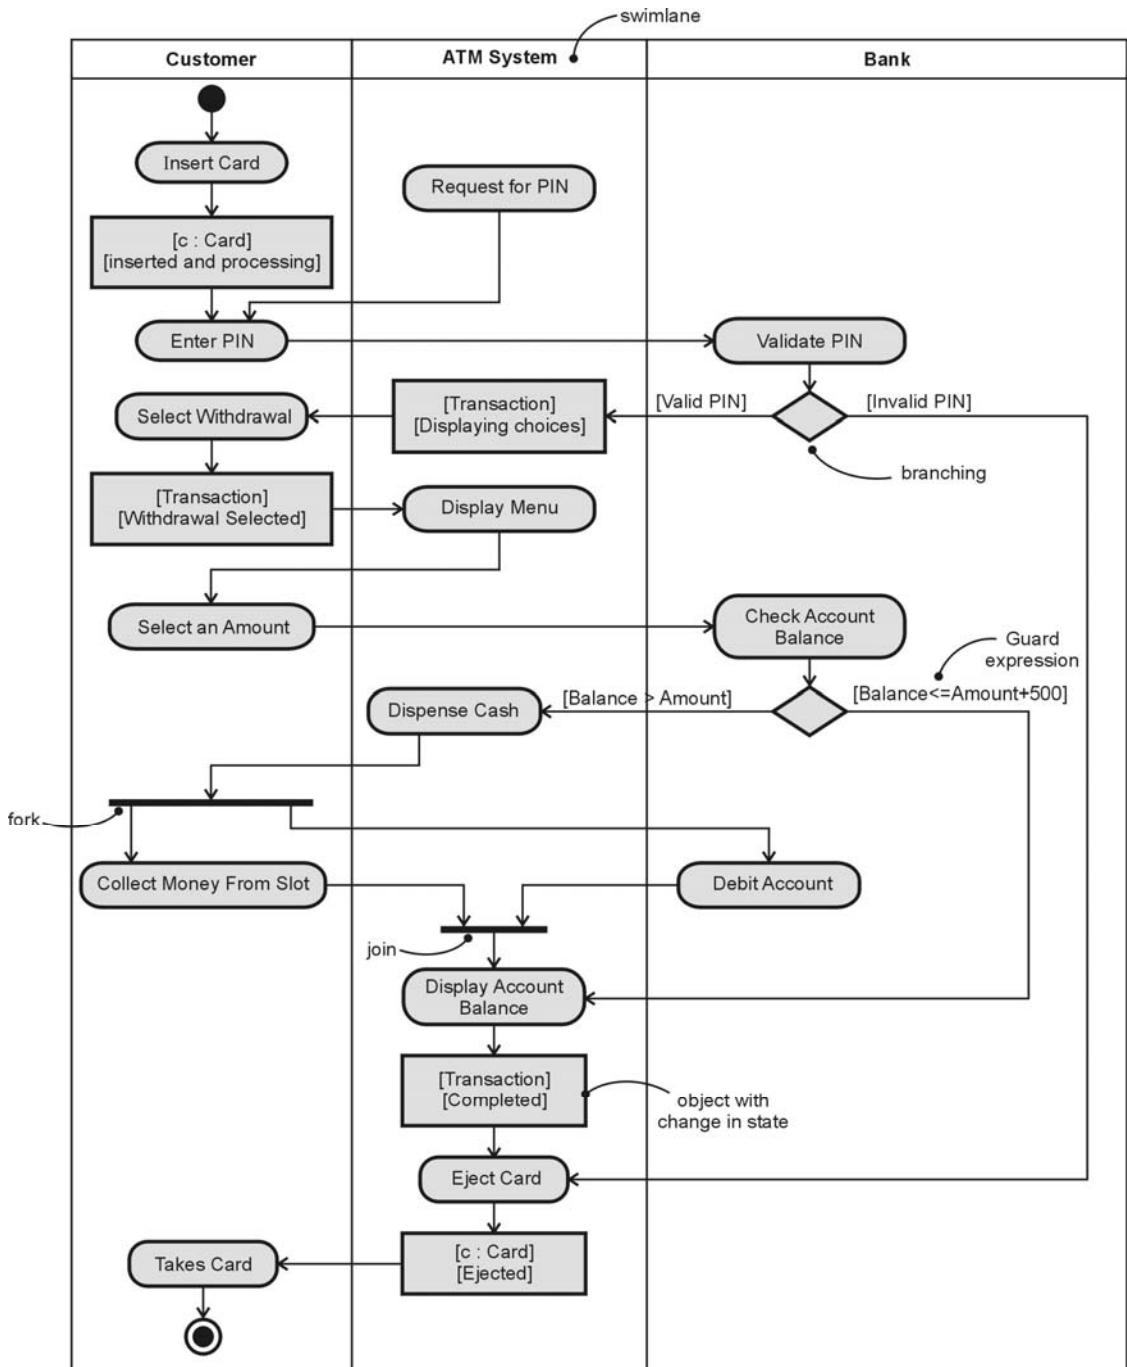 swimlane
Customer
ATM System
Bank
Insert Card
Request for PIN
[c : Card]
[inserted and processing]
Enter PIN
Validate PIN
Select Withdrawal
[Transaction]
[Displaying choices]
[Valid PIN]
[Invalid PIN]
branching
[Transaction]
[Withdrawal Selected]
Display Menu
Select an Amount
Check Account
Balance
Guard
expression
Dispense Cash
[Balance > Amount]
[Balance<=Amount+500]
fork
Collect Money From Slot
Debit Account
join
Display Account
Balance
[Transaction]
[Completed]
object with
change in state
Eject Card
Takes Card
[c : Card]
[Ejected]